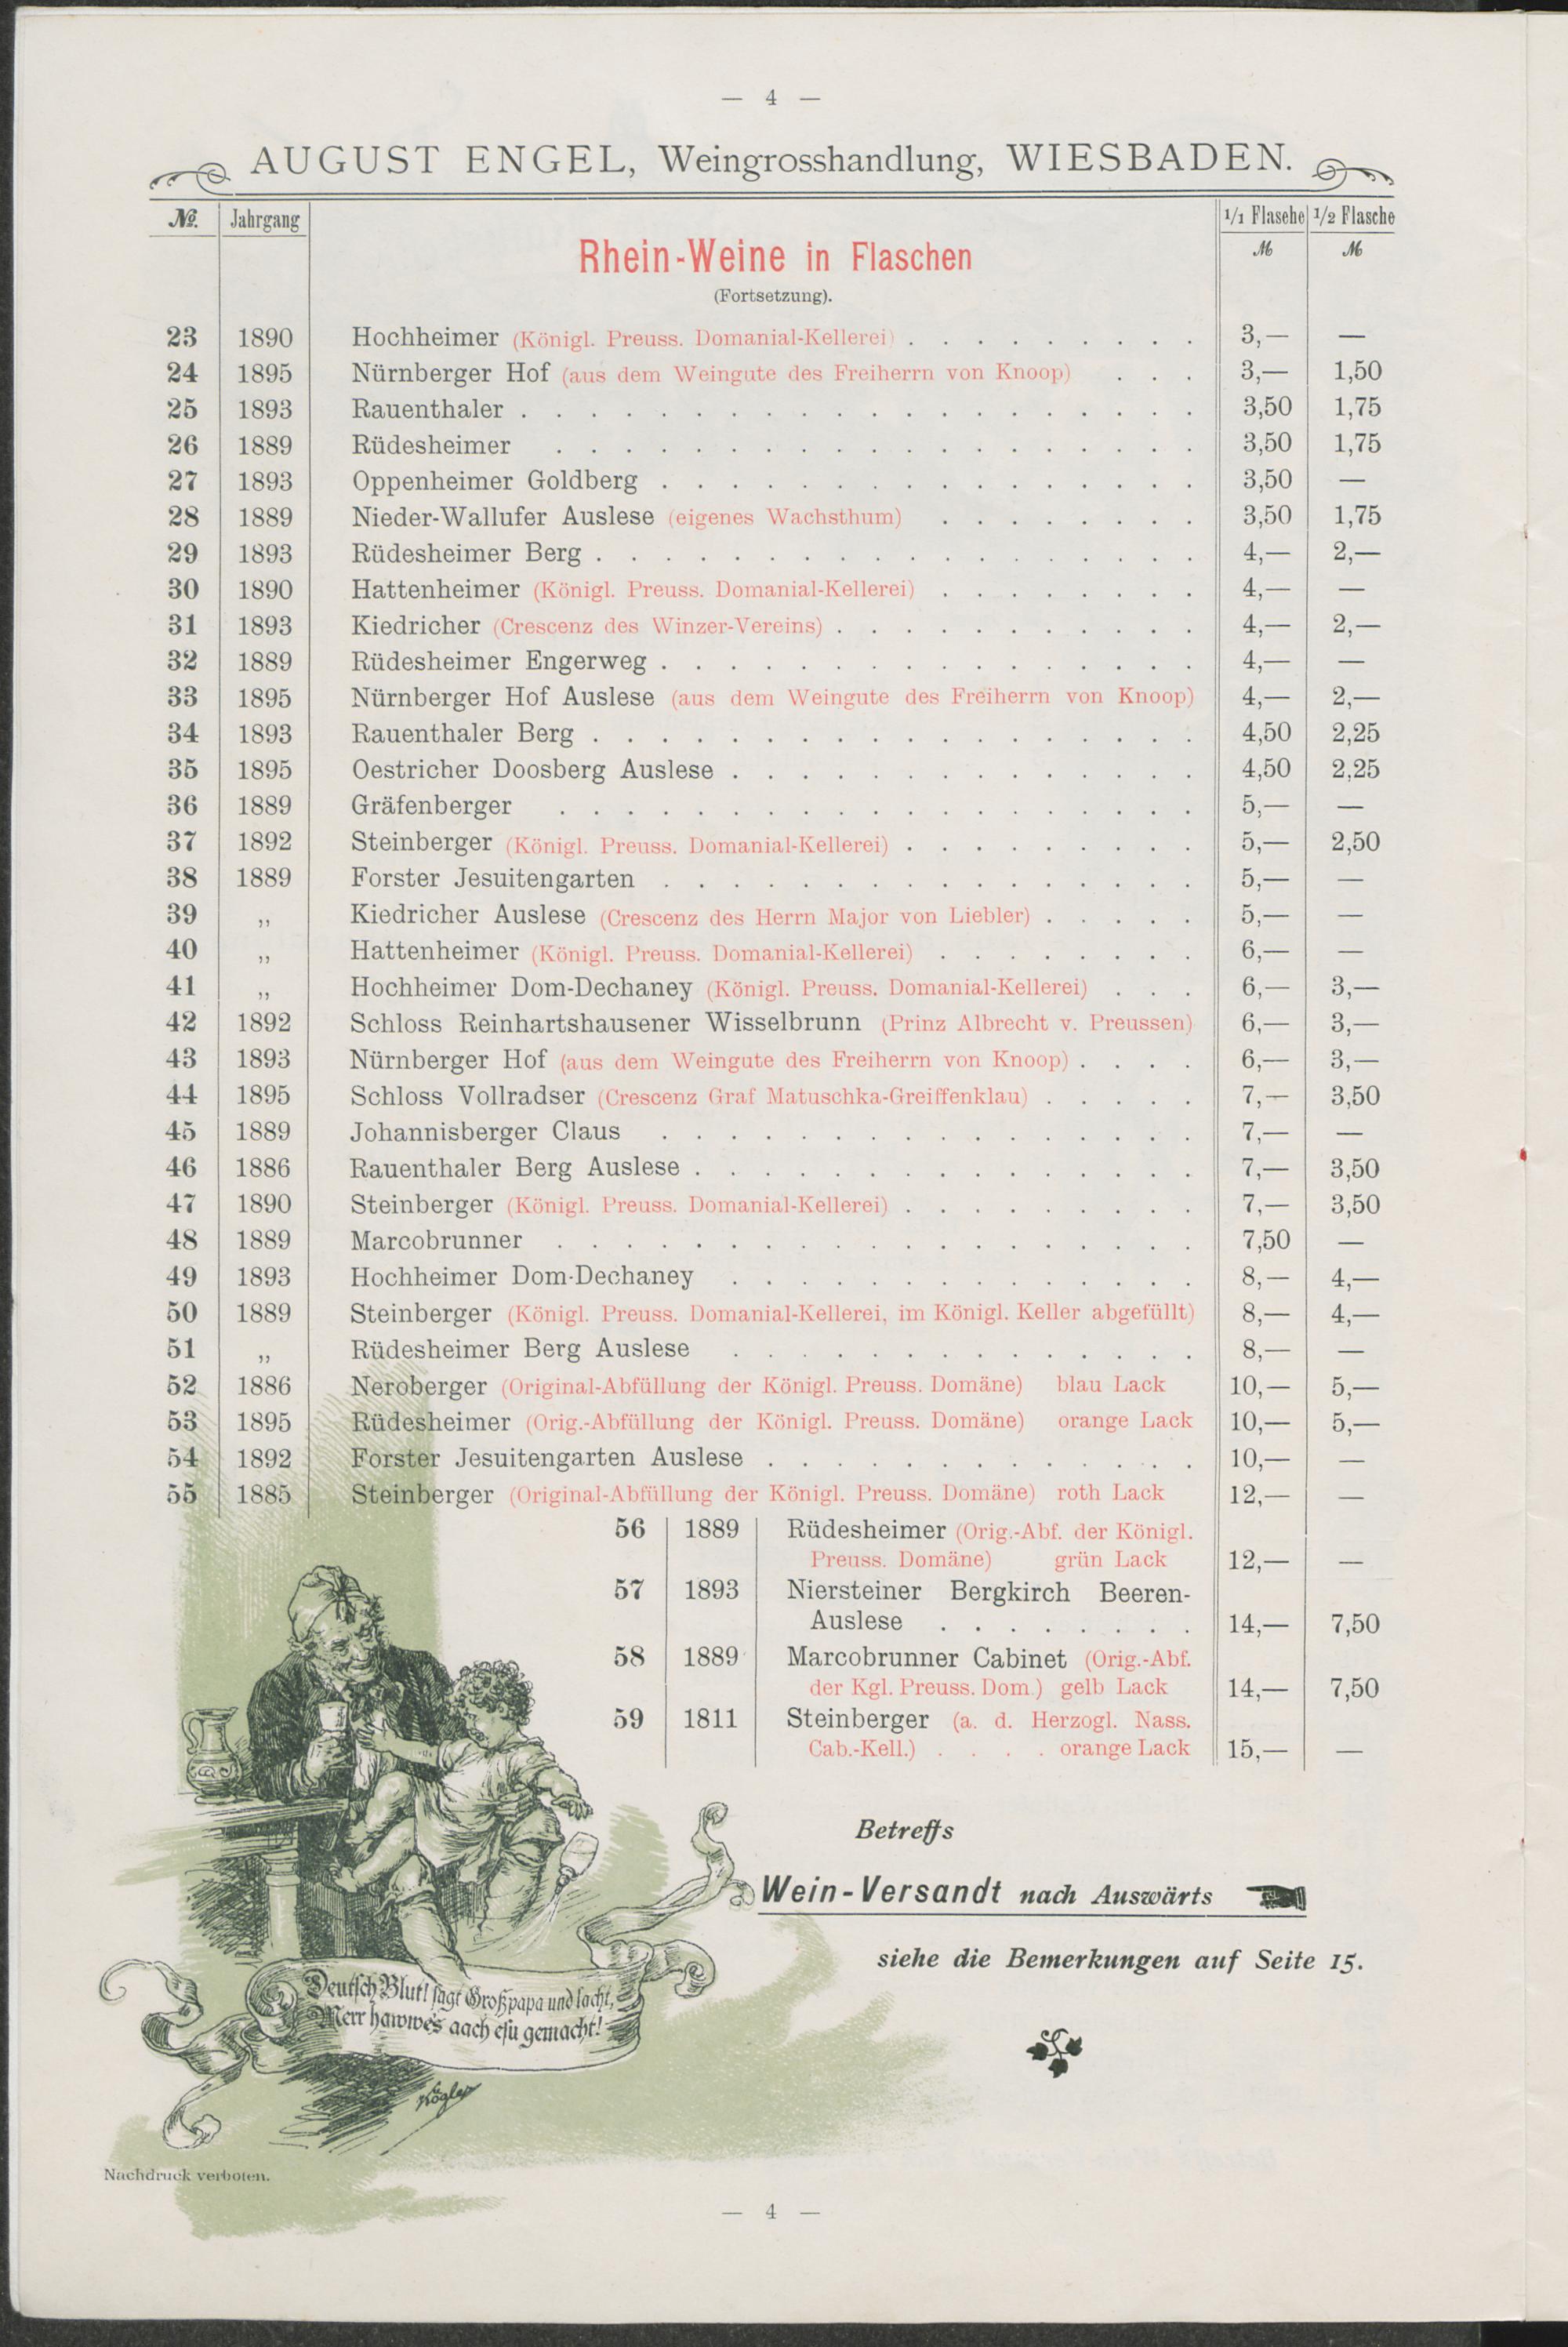 — 4 —
AUGUST ENGEL, Weingrosshandlung, WIESBADEN.
№. Jahrgang 1/1 Flasche 1/2 Flasche
Rhein-Weine in Flaschen ℳ ℳ
(Fortsetzung).
23 1890 Hochheimer (Königl. Preuss. Domanial-Kellerei) . . . . . . . . . 3,— —
24 1895 Nürnberger Hof (aus dem Weingute des Freiherrn von Knoop) . . . 3,— 1,50
25 1893 Rauenthaler . . . . . . . . . . . . . . . . . . . . 3,50 1,75
26 1889 Rüdesheimer . . . . . . . . . . . . . . . . . . . 3,50 1,75
27 1893 Oppenheimer Goldberg . . . . . . . . . . . . . . . . 3,50 —
28 1889 Nieder-Wallufer Auslese (eigenes Wachsthum) . . . . . . . . 3,50 1,75
29 1893 Rüdesheimer Berg . . . . . . . . . . . . . . . . . . 4,— 2,—
30 1890 Hattenheimer (Königl. Preuss. Domanial-Kellerei) . . . . . . . . 4,— —
31 1893 Kiedricher (Crescenz des Winzer-Vereins) . . . . . . . . . . . 4,— 2,—
32 1889 Rüdesheimer Engerweg . . . . . . . . . . . . . . . . 4,— —
33 1895 Nürnberger Hof Auslese (aus dem Weingute des Freiherrn von Knoop) 4,— 2,—
34 1893 Rauenthaler Berg . . . . . . . . . . . . . . . . . . 4,50 2,25
35 1895 Oestricher Doosberg Auslese . . . . . . . . . . . . . . 4,50 2,25
36 1889 Gräfenberger . . . . . . . . . . . . . . . . . . . 5,— —
37 1892 Steinberger (Königl. Preuss. Domanial-Kellerei) . . . . . . . . . 5,— 2,50
38 1889 Forster Jesuitengarten . . . . . . . . . . . . . . . . 5,— —
39 „ Kiedricher Auslese (Crescenz des Herrn Major von Liebler) . . . . . 5,— —
40 „ Hattenheimer (Königl. Preuss. Domanial-Kellerei) . . . . . . . . 6,— —
41 „ Hochheimer Dom-Dechaney (Königl. Preuss. Domanial-Kellerei) . . . 6,— 3,—
42 1892 Schloss Reinhartshausener Wisselbrunn (Prinz Albrecht v. Preussen) 6,— 3,—
43 1893 Nürnberger Hof (aus dem Weingute des Freiherrn von Knoop) . . . . 6,— 3,—
44 1895 Schloss Vollradser (Crescenz Graf Matuschka-Greiffenklau) . . . . . 7,— 3,50
45 1889 Johannisberger Claus . . . . . . . . . . . . . . . . 7,— —
46 1886 Rauenthaler Berg Auslese . . . . . . . . . . . . . . . 7,— 3,50
47 1890 Steinberger (Königl. Preuss. Domanial-Kellerei) . . . . . . . . . 7,— 3,50
48 1889 Marcobrunner . . . . . . . . . . . . . . . . . . . 7,50 —
49 1893 Hochheimer Dom-Dechaney . . . . . . . . . . . . . . 8,— 4,—
50 1889 Steinberger (Königl. Preuss. Domanial-Kellerei, im Königl. Keller abgefüllt) 8,— 4,—
51 „ Rüdesheimer Berg Auslese . . . . . . . . . . . . . . 8,— —
52 1886 Neroberger (Original-Abfüllung der Königl. Preuss. Domäne) blau Lack 10,— 5,—
53 1895 Rüdesheimer (Orig.-Abfüllung der Königl. Preuss. Domäne) orange Lack 10,— 5,—
54 1892 Forster Jesuitengarten Auslese . . . . . . . . . . . . . 10,— —
55 1885 Steinberger (Original-Abfüllung der Königl. Preuss. Domäne) roth Lack 12,— —
56 1889 Rüdesheimer (Orig.-Abf. der Königl.
Preuss. Domäne) grün Lack 12,— —
57 1893 Niersteiner Bergkirch Beeren-
Auslese . . . . . . . . 14,— 7,50
58 1889 Marcobrunner Cabinet (Orig.-Abf.
der Kgl. Preuss. Dom.) gelb Lack 14,— 7,50
59 1811 Steinberger (a. d. Herzogl. Nass.
Cab.-Kell.) . . . . orange Lack 15,— —
Betreffs
Wein-Versandt nach Auswärts
siehe die Bemerkungen auf Seite 15.
Deutsch Blut! sagt Großpapa und lacht,
Merr hawwe's aach esu gemacht!
Kögler
Nachdruck verboten.
— 4 —